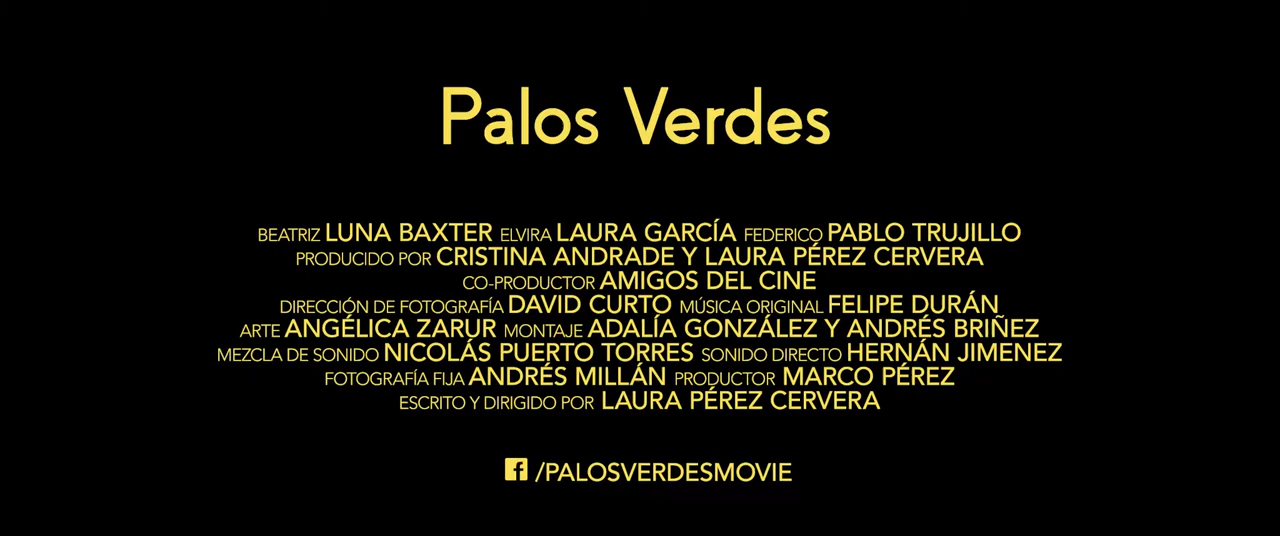 Palos Verdes
BEATRIZ LUNA BAXTER ELVIRA LAURA GARCÍA FEDERICO PABLO TRUJILLO
PRODUCIDO POR CRISTINA ANDRADE Y LAURA PÉREZ CERVERA
CO-PRODUCTOR AMIGOS DEL CINE
DIRECCIÓN DE FOTOGRAFÍA DAVID CURTO MÚSICA ORIGINAL FELIPE DURÁN
ARTE ANGÉLICA ZARUR MONTAJE ADALÍA GONZÁLEZ Y ANDRÉS BRIÑEZ
MEZCLA DE SONIDO NICOLÁS PUERTO TORRES SONIDO DIRECTO HERNÁN JIMENEZ
FOTOGRAFÍA FIJA ANDRÉS MILLÁN PRODUCTOR MARCO PÉREZ
ESCRITO Y DIRIGIDO POR LAURA PÉREZ CERVERA
/PALOSVERDESMOVIE